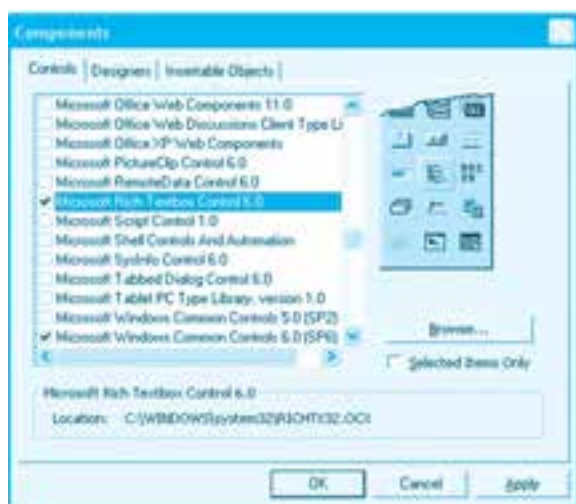 Components
Controls | Designers | Insertable Objects |
Microsoft Office Web Components 11.0
Microsoft Office Web Discussions Client Type Li
Microsoft Office XP Web Components
Microsoft PictureClip Control 6.0
Microsoft RemoteData Control 6.0
Microsoft Rich Textbox Control 6.0
Microsoft Script Control 1.0
Microsoft Shell Controls And Automation
Microsoft SysInfo Control 6.0
Microsoft Tabbed Dialog Control 6.0
Microsoft Tablet PC Type Library, version 1.0
Microsoft Windows Common Controls 5.0 (SP2)
Microsoft Windows Common Controls 6.0 (SP6)
Browse...
Selected Items Only
Microsoft Rich Textbox Control 6.0
Location: C:\WINDOWS\system32\RICHTX32.OCX
OK Cancel Apply